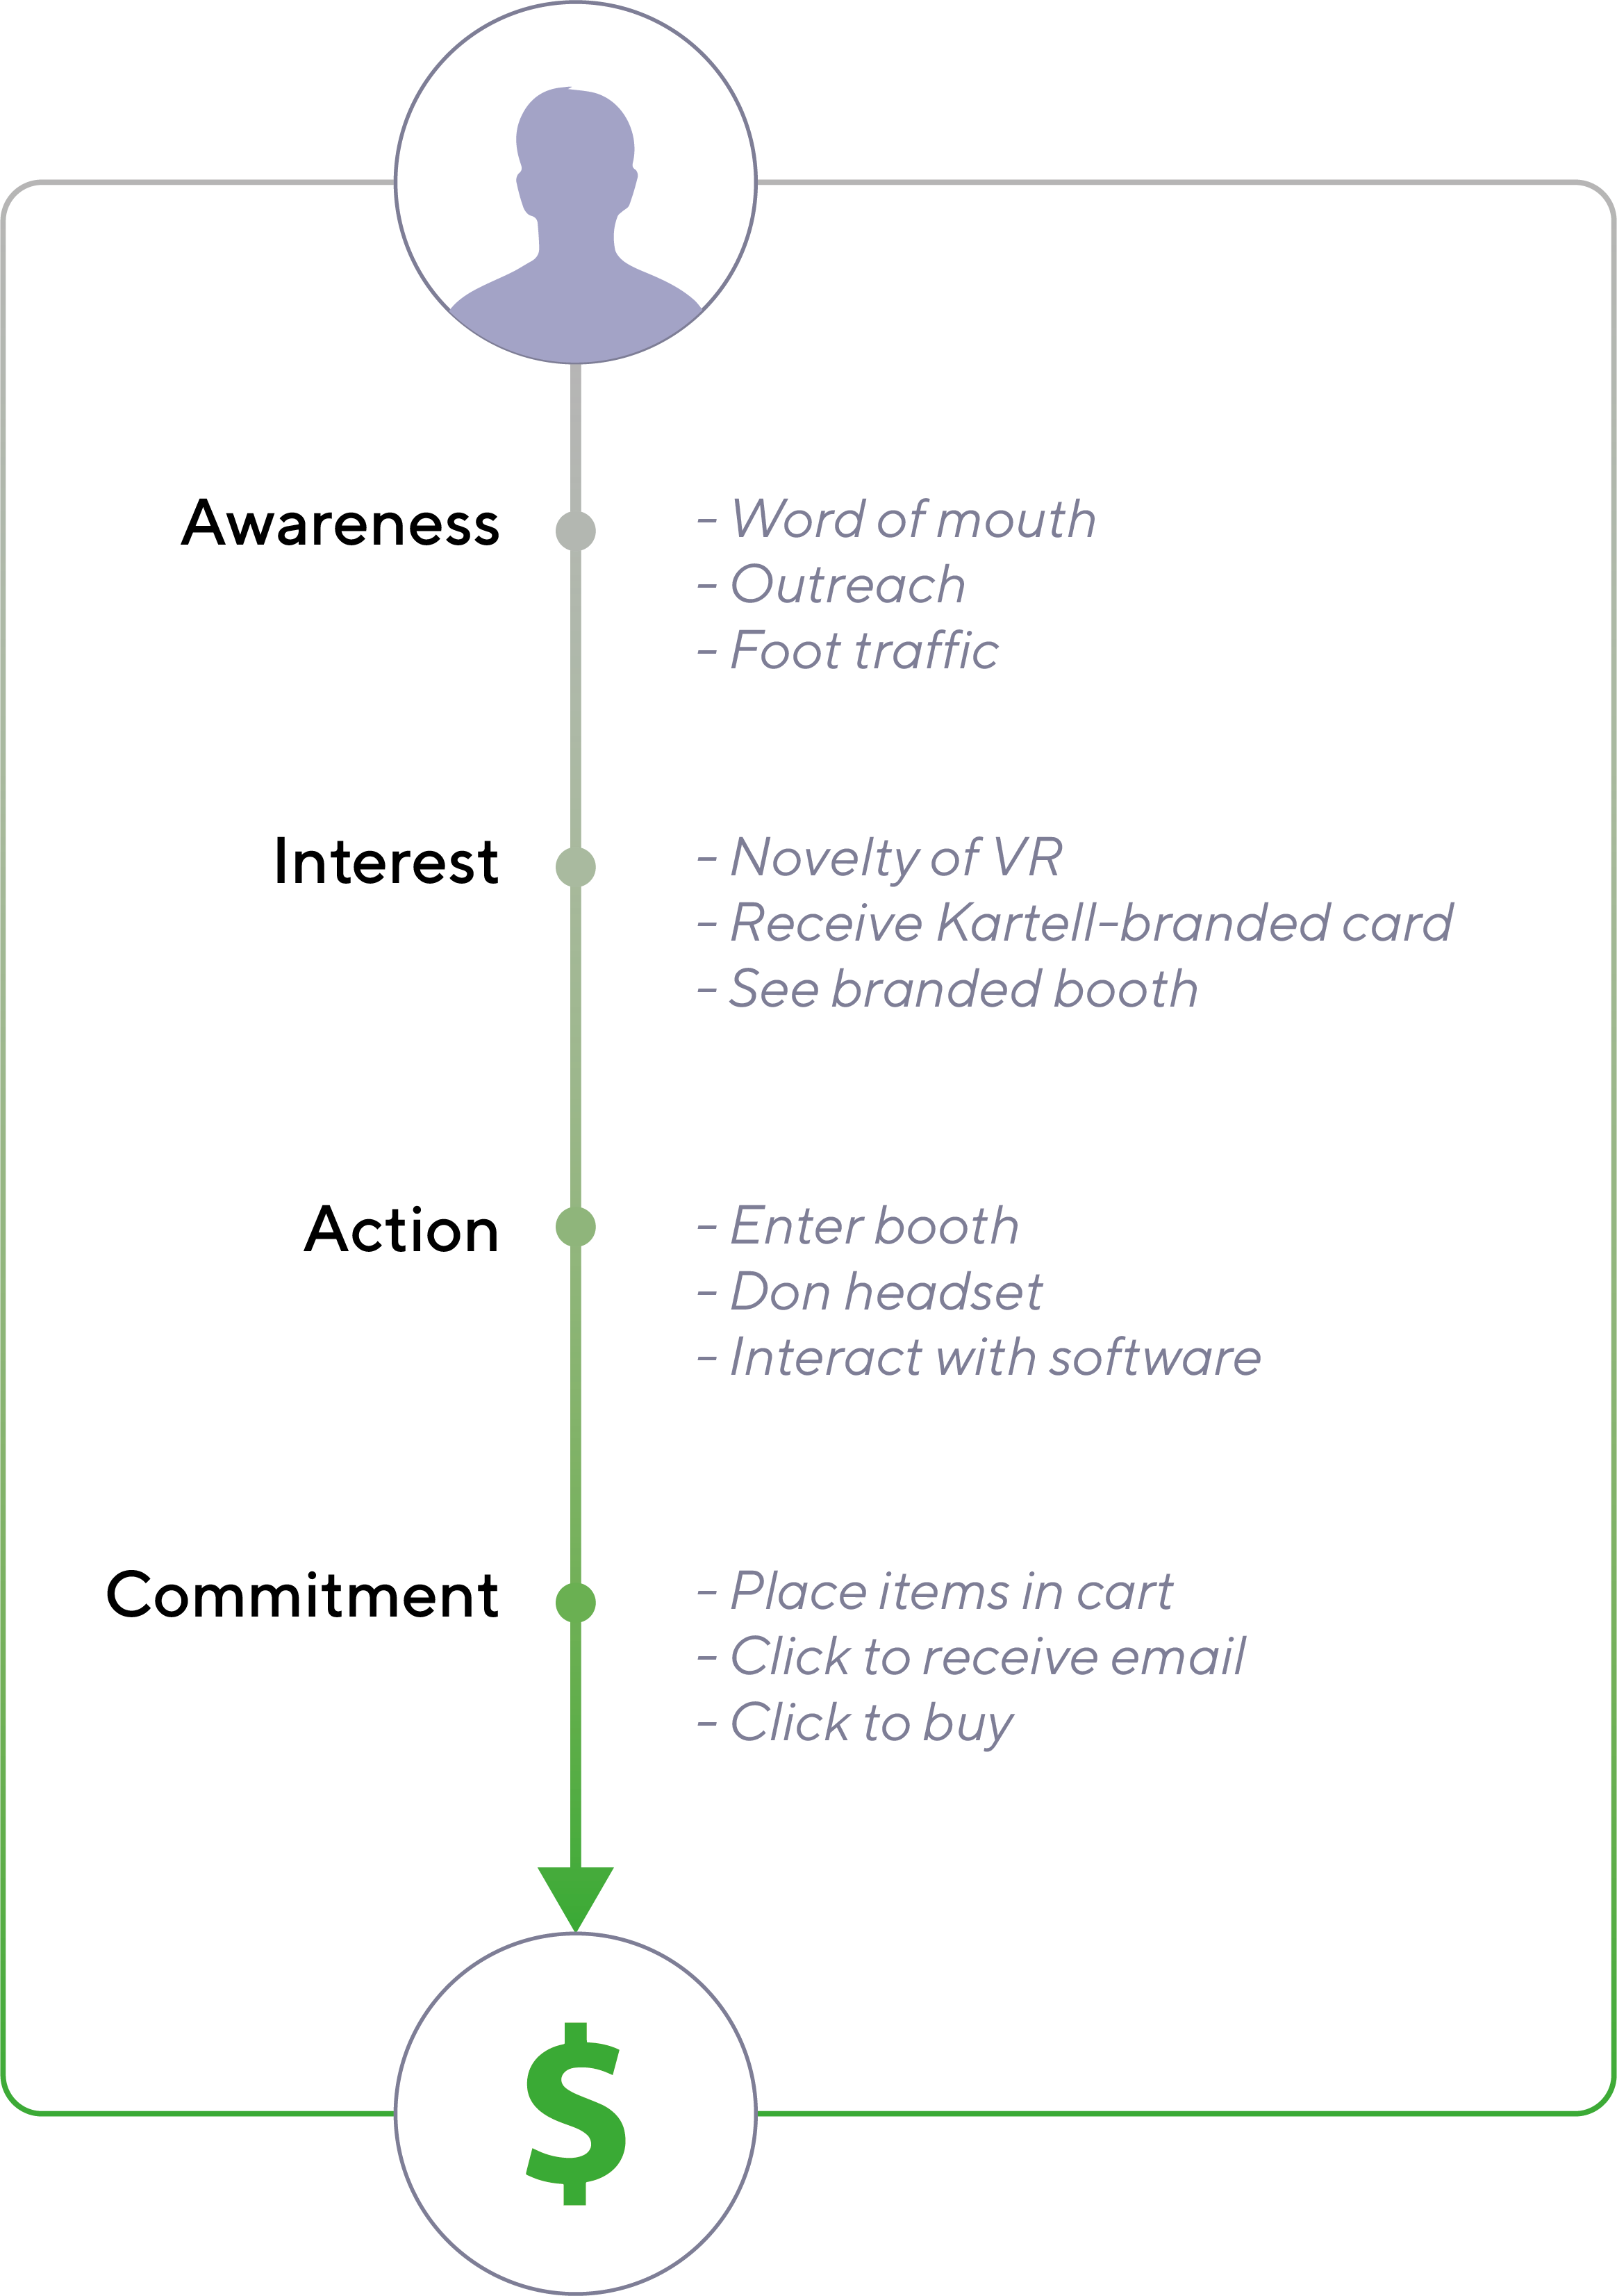 Awareness
– Word of mouth
– Outreach
– Foot traffic
Interest
– Novelty of VR
– Receive Kartell-branded card
– See branded booth
Action
– Enter booth
– Don headset
– Interact with software
Commitment
– Place items in cart
– Click to receive email
– Click to buy
$